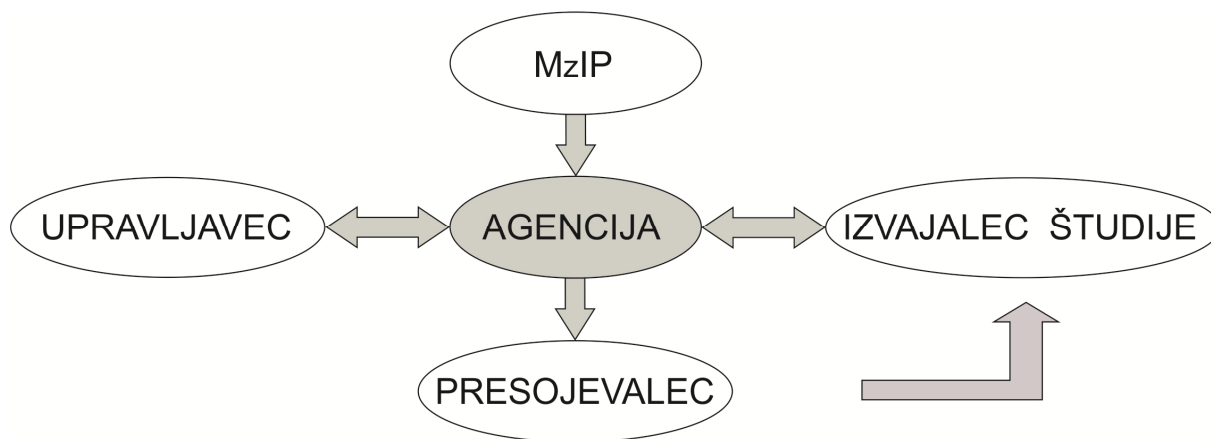 MzIP
UPRAVLJAVEC
AGENCIJA
IZVAJALEC ŠTUDIJE
PRESOJEVALEC